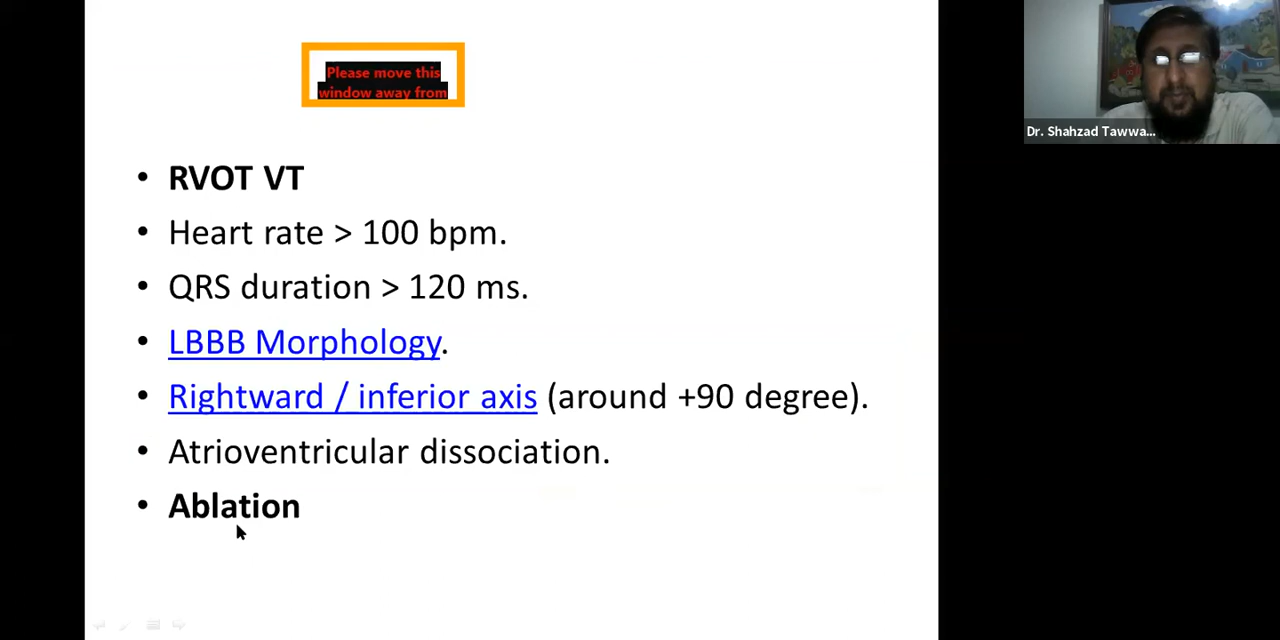 Please move this
window away from
Dr. Shahzad Tawwa...
• RVOT VT
• Heart rate > 100 bpm.
• QRS duration > 120 ms.
• LBBB Morphology.
• Rightward / inferior axis (around +90 degree).
• Atrioventricular dissociation.
• Ablation